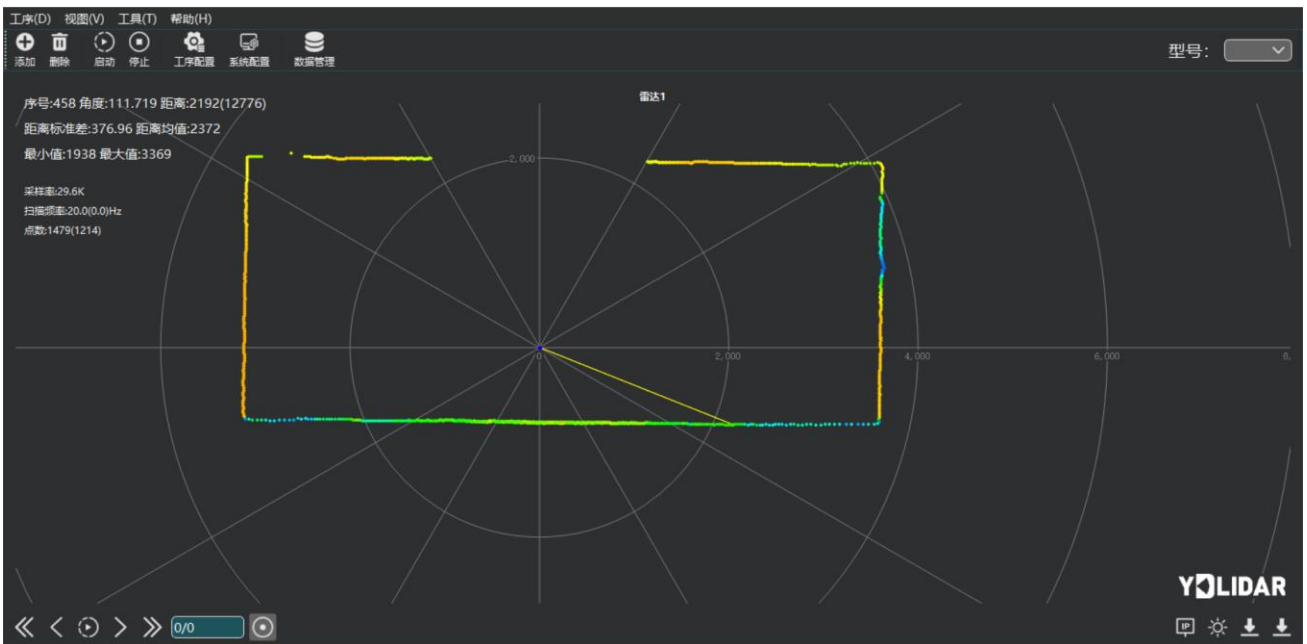 工序(D) 视图(V) 工具(T) 帮助(H)
添加 删除 启动 停止 工序配置 系统配置 数据管理
型号:
雷达1
序号:458 角度:111.719 距离:2192(12776)
距离标准差:376.96 距离均值:2372
最小值:1938 最大值:3369
采样率:29.6K
扫描频率:20.0(0.0)Hz
点数:1479(1214)
2,000
0 2,000 4,000 6,000 8,
YDLIDAR
0/0
IP